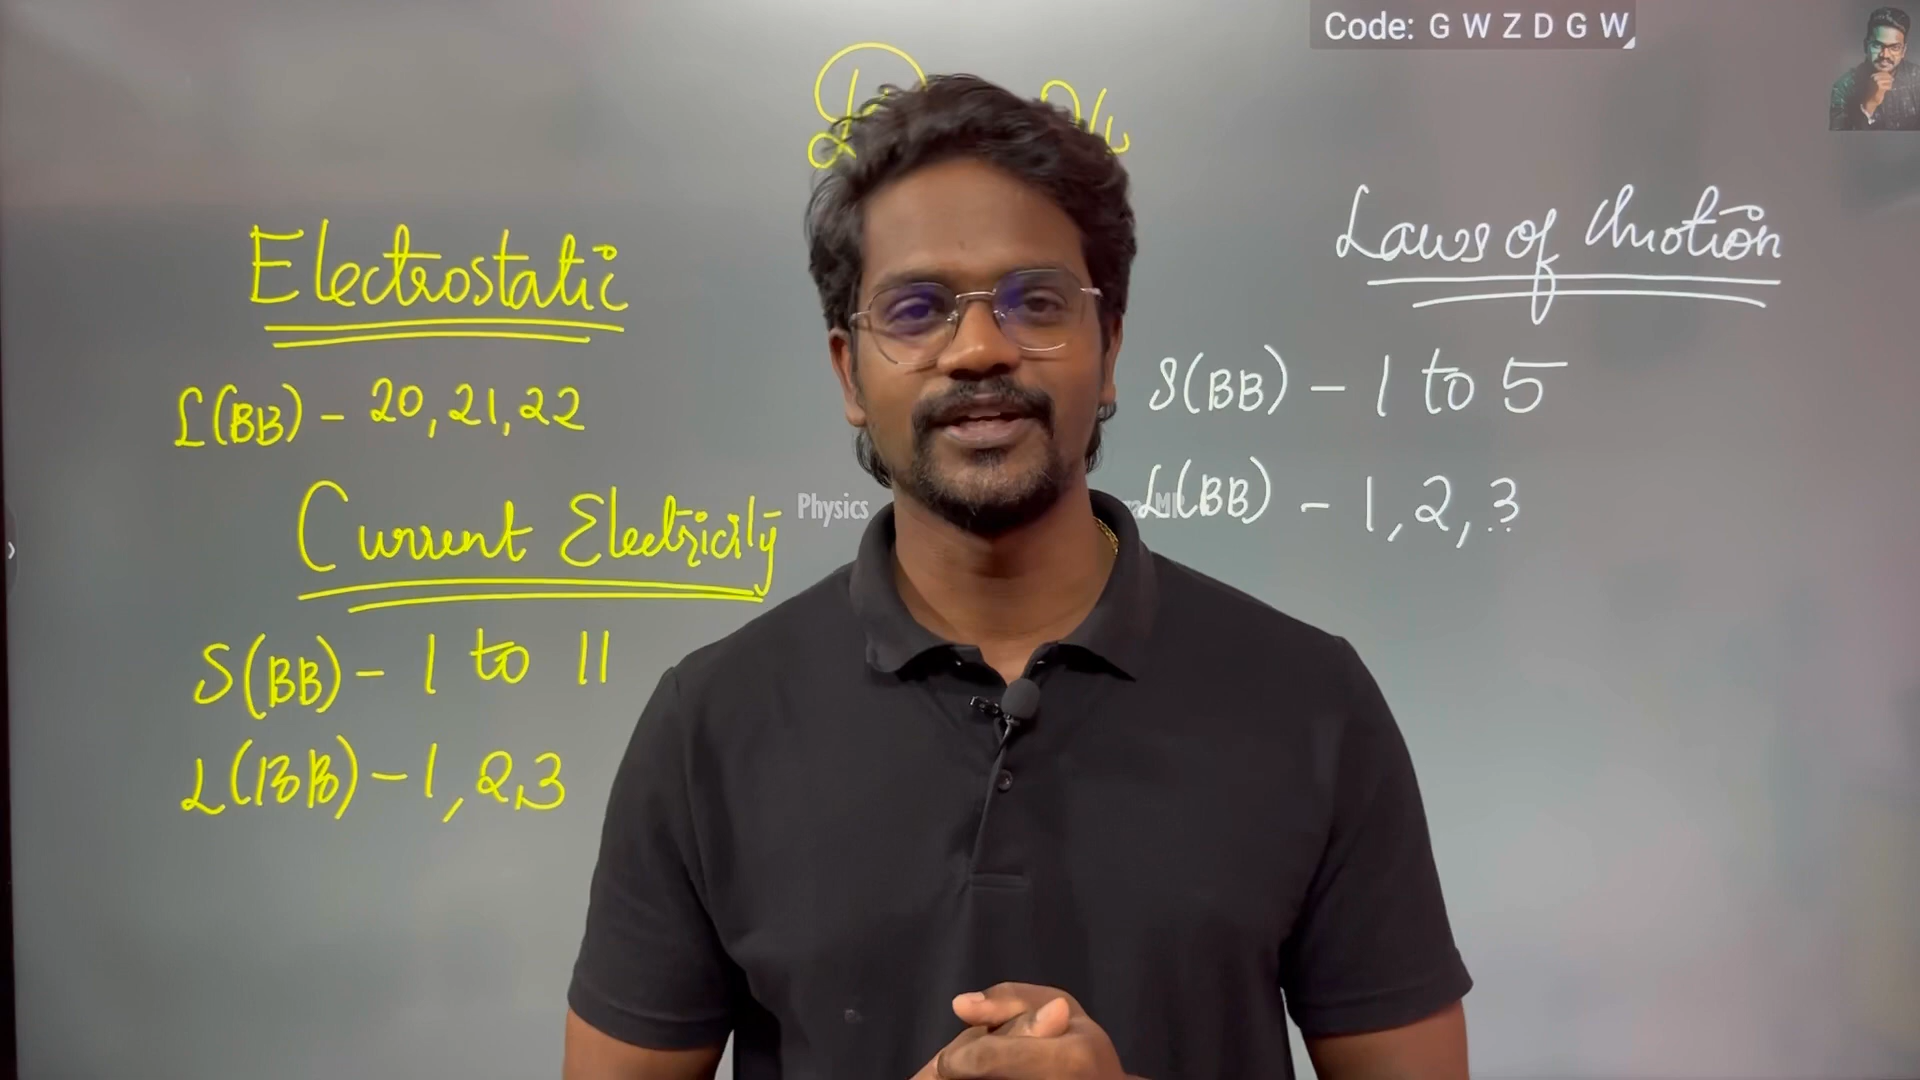 Code: G W Z D G W
Electrostatic
L(BB) - 20, 21, 22
Current Electricity
S(BB) - 1 to 11
L(BB) - 1, 2, 3
Laws of motion
S(BB) - 1 to 5
L(BB) - 1, 2, 3
Physics